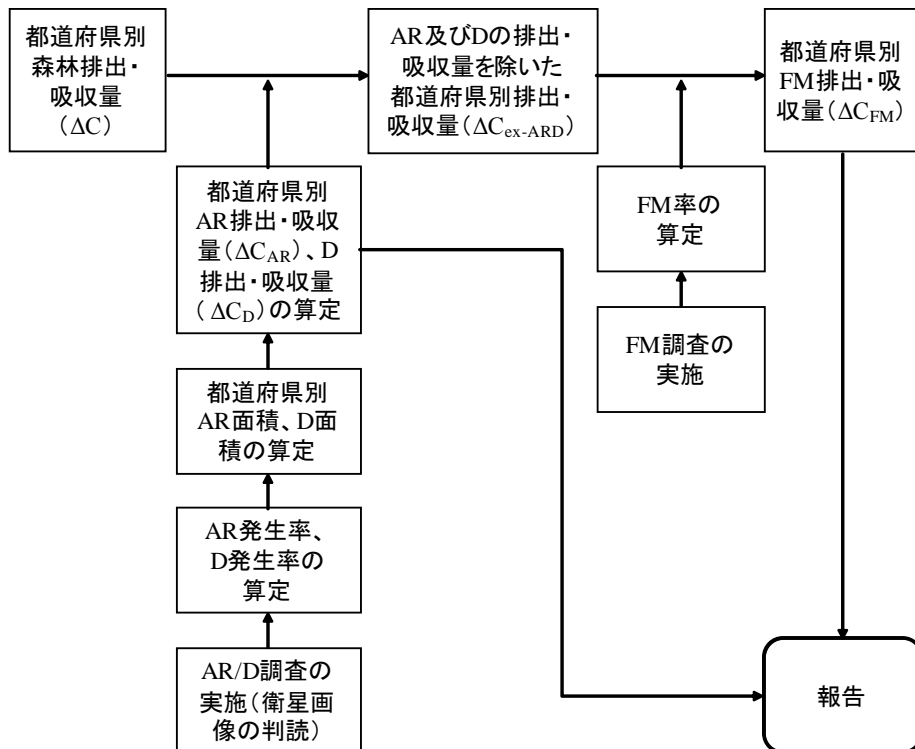 都道府県別
森林排出・
吸収量
（ΔC）
AR及びDの排出・
吸収量を除いた
都道府県別排出・
吸収量（ΔCex-ARD）
都道府県別
FM排出・吸
収量（ΔCFM）
都道府県別
AR排出・吸収
量（ΔCAR）、D
排出・吸収量
（ΔCD）の算定
FM率の
算定
FM調査の
実施
都道府県別
AR面積、D面
積の算定
AR発生率、
D発生率の
算定
AR/D調査の
実施（衛星画
像の判読）
報告